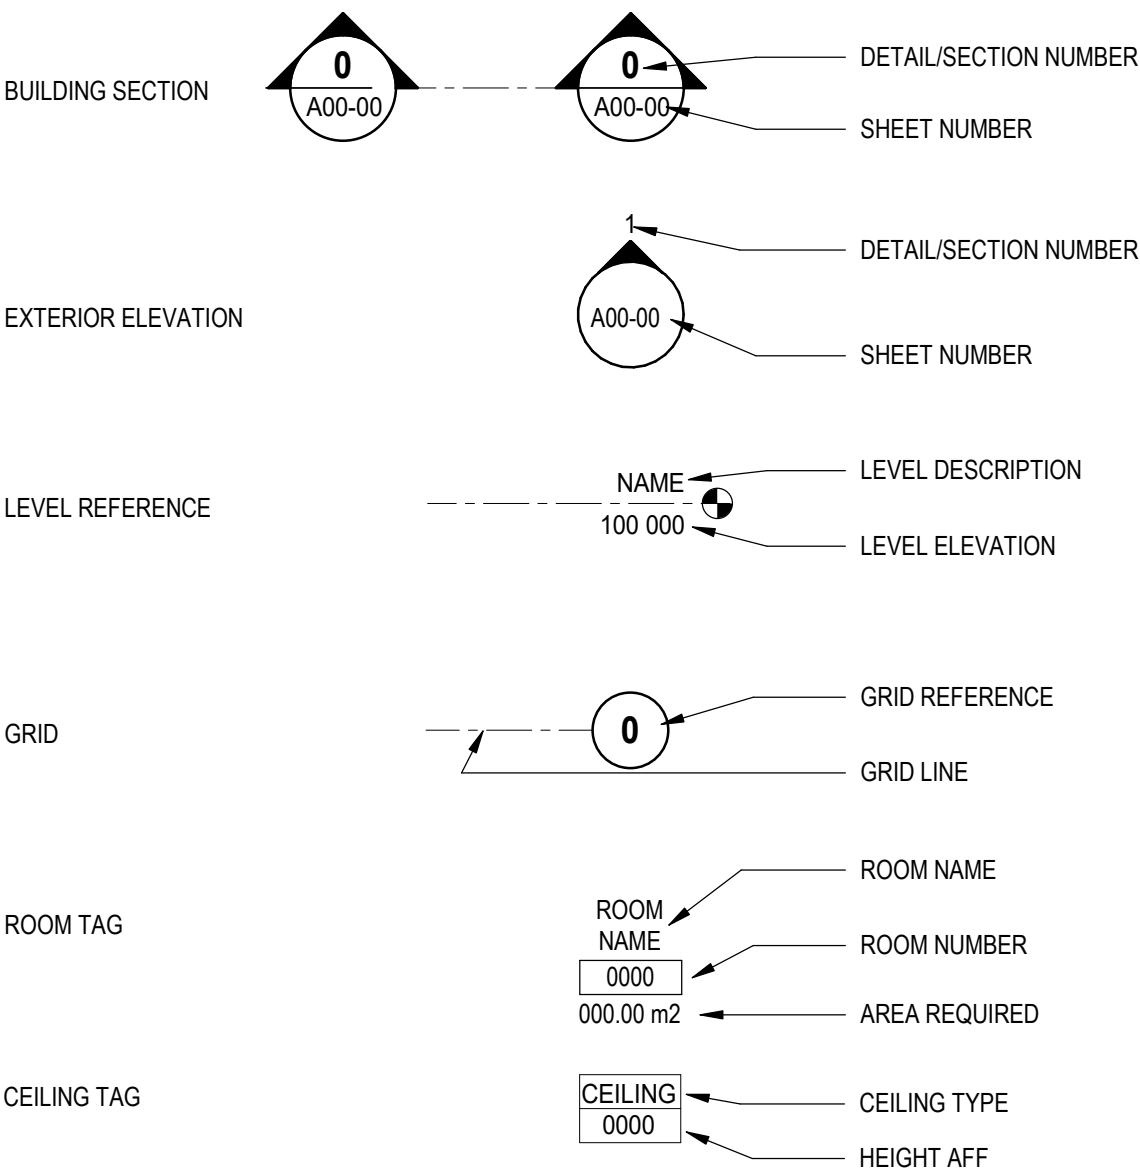 0
0
DETAIL/SECTION NUMBER
BUILDING SECTION
A00-00
A00-00
SHEET NUMBER
1
DETAIL/SECTION NUMBER
EXTERIOR ELEVATION
A00-00
SHEET NUMBER
NAME
LEVEL DESCRIPTION
LEVEL REFERENCE
100 000
LEVEL ELEVATION
GRID REFERENCE
GRID
0
GRID LINE
ROOM NAME
ROOM TAG
ROOM
NAME
ROOM NUMBER
0000
000.00 m2
AREA REQUIRED
CEILING TAG
CEILING
CEILING TYPE
0000
HEIGHT AFF